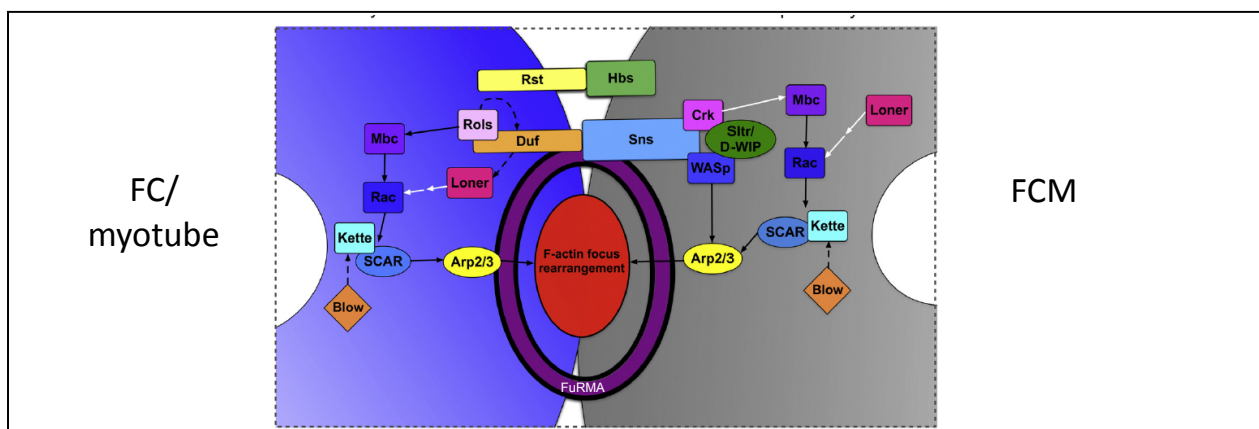 Rst
Hbs
Rols
Duf
Mbc
Loner
Rac
Kette
SCAR
Arp2/3
Blow
FC/
myotube
Sns
Crk
Sltr/
D-WIP
WASp
Mbc
Loner
Rac
SCAR
Kette
Arp2/3
Blow
F-actin focus
rearrangement
FuRMA
FCM